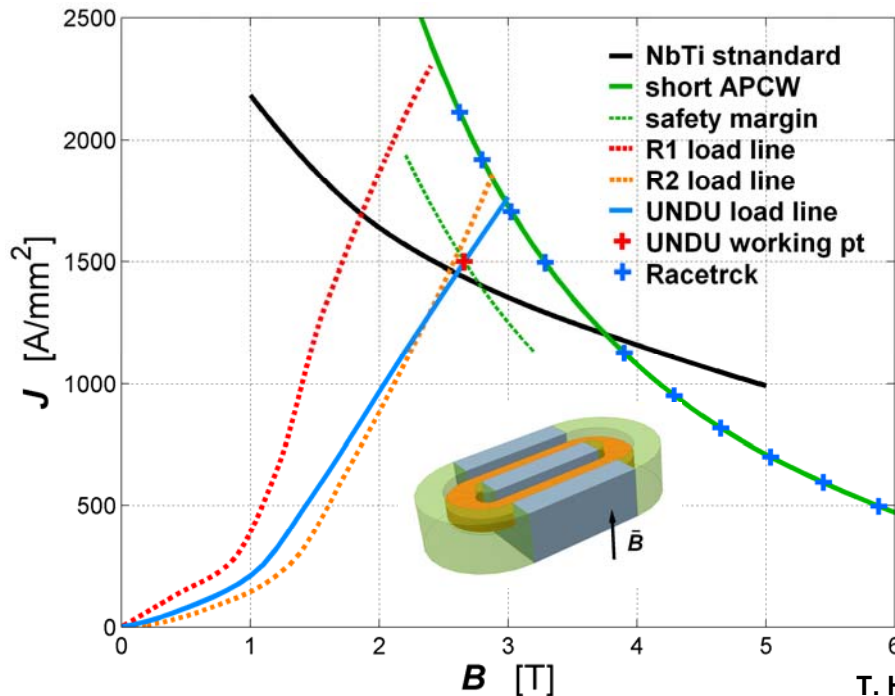 2500
2000
1500
1000
500
0
J [A/mm²]
NbTi stnandard
short APCW
safety margin
R1 load line
R2 load line
UNDU load line
UNDU working pt
Racetrck
B̄
0 1 2 3 4 5 6
B [T]
T. H